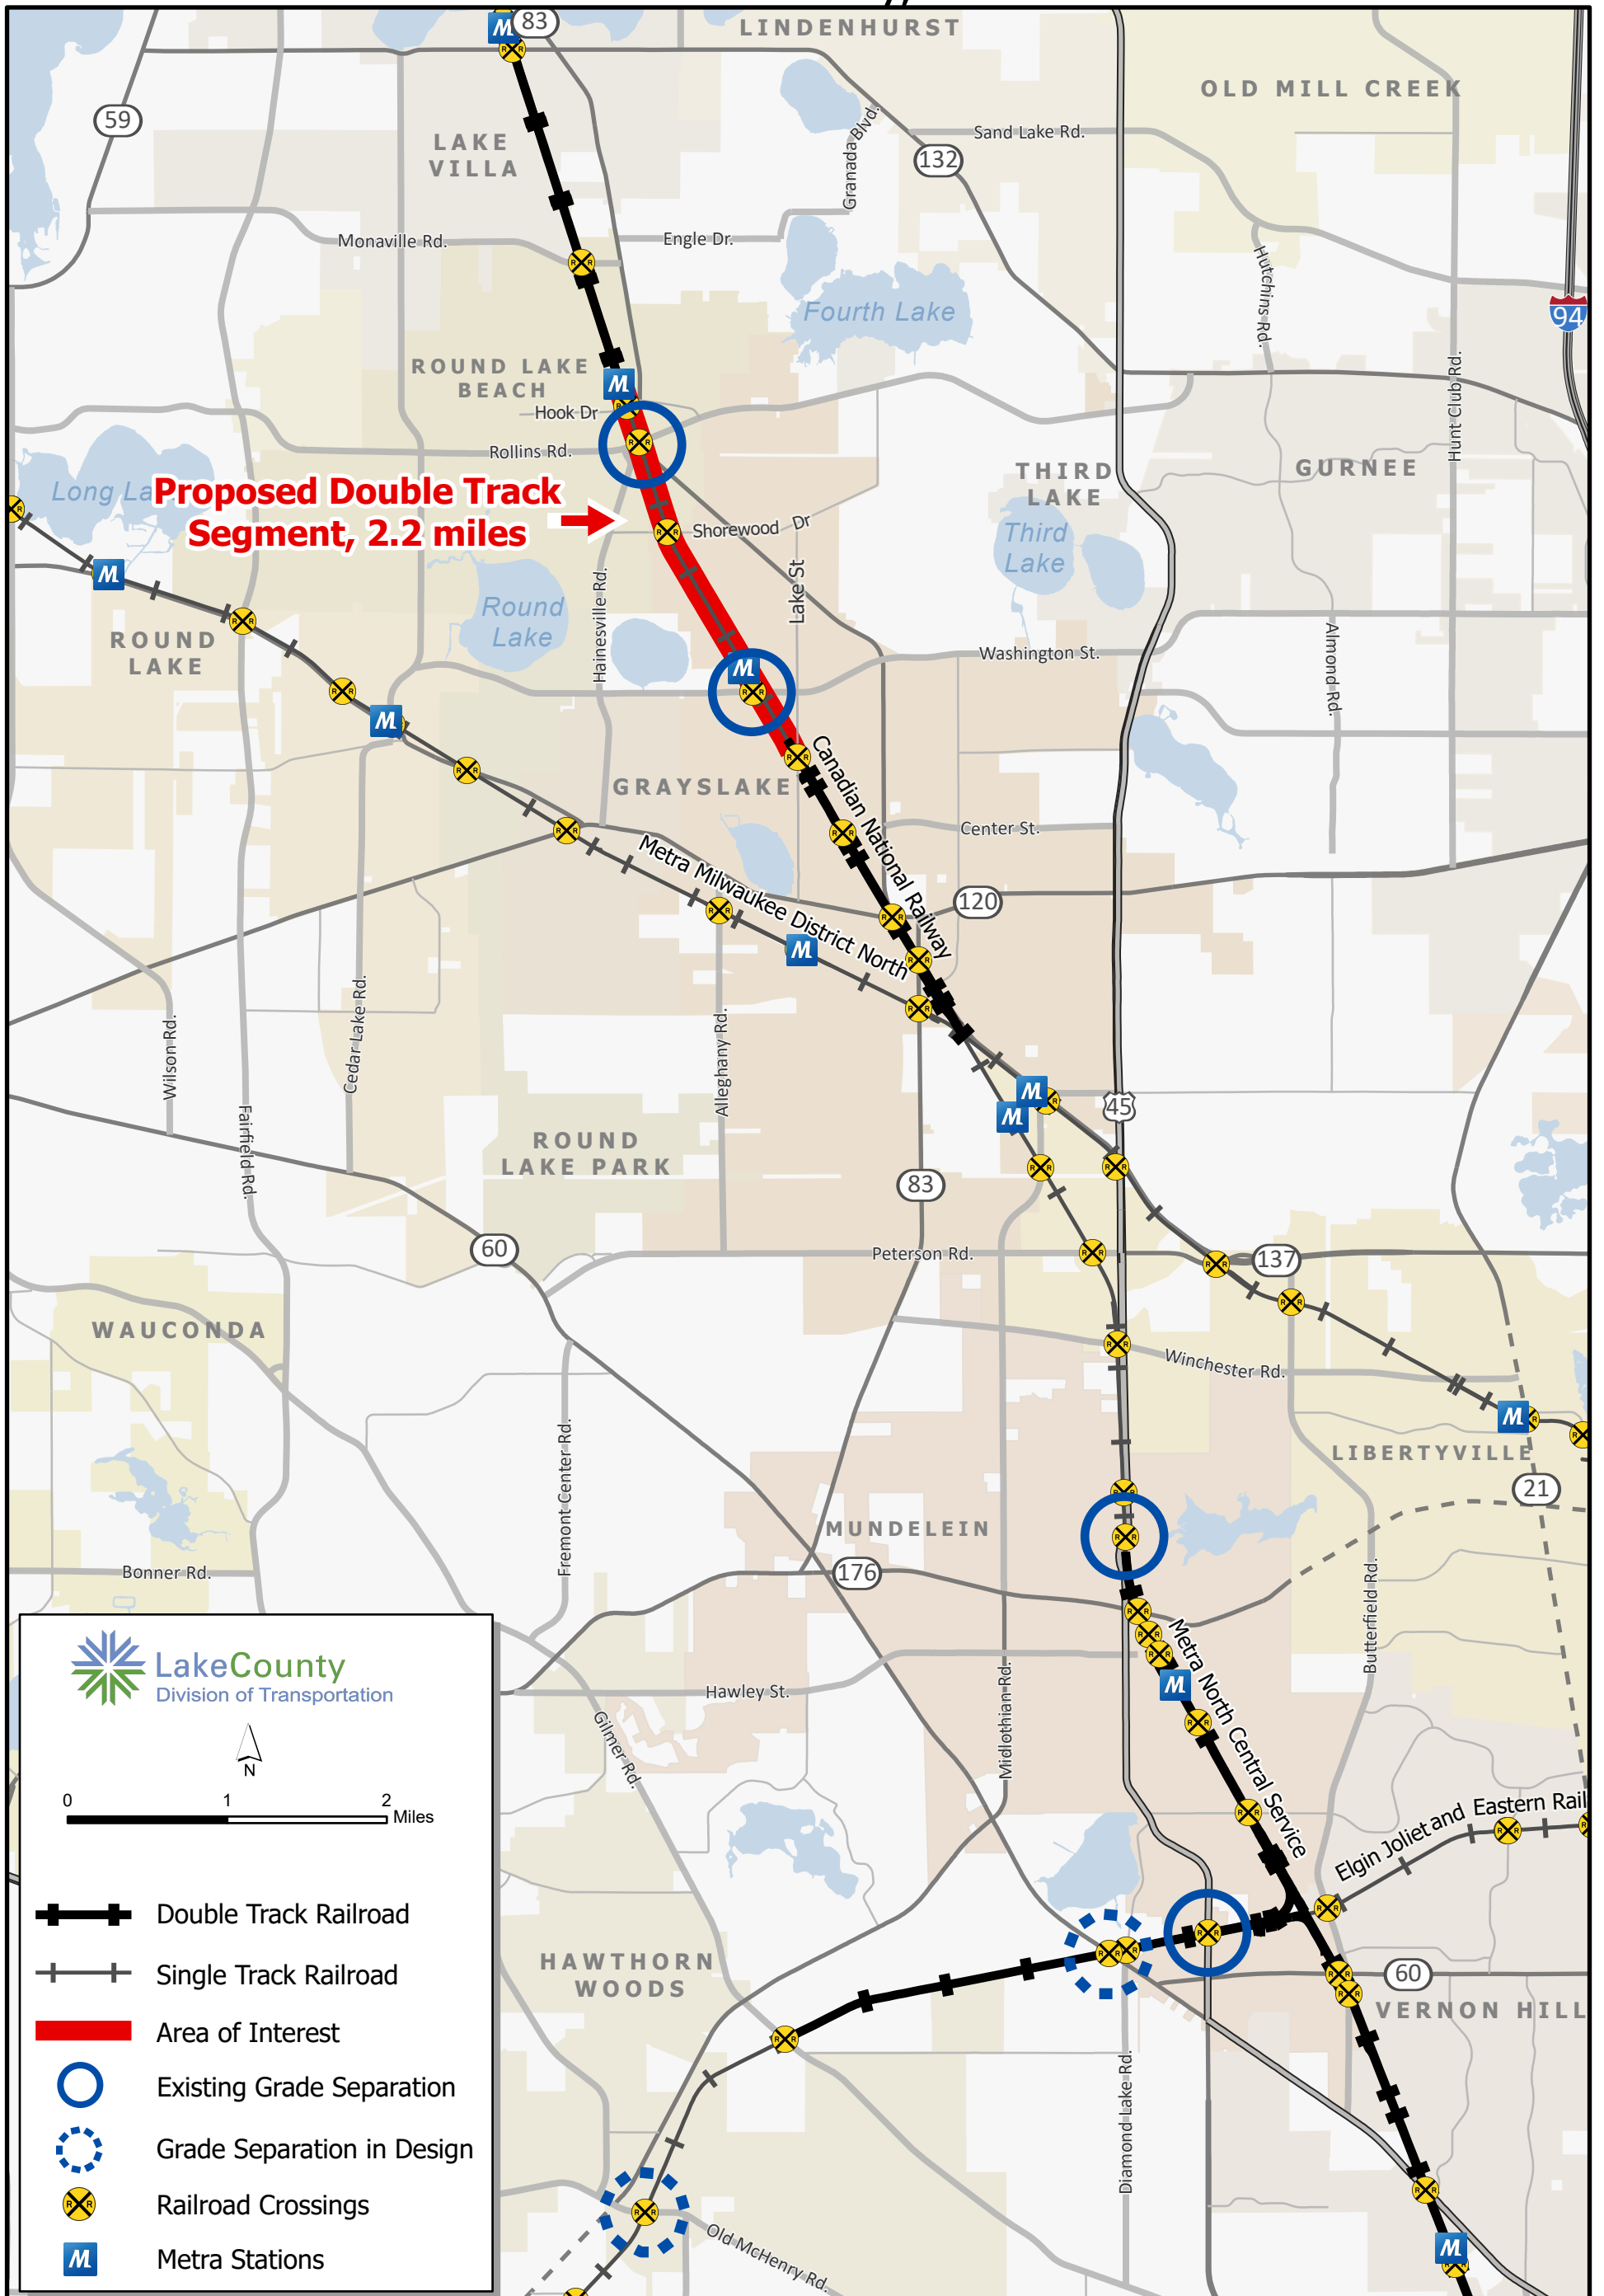 83
LINDENHURST
OLD MILL CREEK
59
Sand Lake Rd.
LAKE
VILLA
Granada Blvd.
132
Monaville Rd.
Engle Dr.
Hutchins Rd.
Fourth Lake
94
ROUND LAKE
BEACH
Hook Dr
Hunt Club Rd.
Rollins Rd.
THIRD
LAKE
GURNEE
Long La
Proposed Double Track
Segment, 2.2 miles
Shorewood Dr
Third
Lake
Lake St
Hainesville Rd.
Round
Lake
ROUND
LAKE
Washington St.
Almond Rd.
GRAYSLAKE
Canadian National Railway
Center St.
Metra Milwaukee District North
120
Wilson Rd.
Cedar Lake Rd.
Alleghany Rd.
Fairfield Rd.
45
ROUND
LAKE PARK
83
60
Peterson Rd.
137
WAUCONDA
Winchester Rd.
Fremont Center Rd.
LIBERTYVILLE
21
MUNDELEIN
176
Bonner Rd.
Butterfield Rd.
Metra North Central Service
Hawley St.
Midlothian Rd.
Gilmer Rd.
Elgin Joliet and Eastern Rail
HAWTHORN
WOODS
60
VERNON HILL
Diamond Lake Rd.
Old McHenry Rd.
LakeCounty
Division of Transportation
N
0 1 2
Miles
Double Track Railroad
Single Track Railroad
Area of Interest
Existing Grade Separation
Grade Separation in Design
Railroad Crossings
M Metra Stations